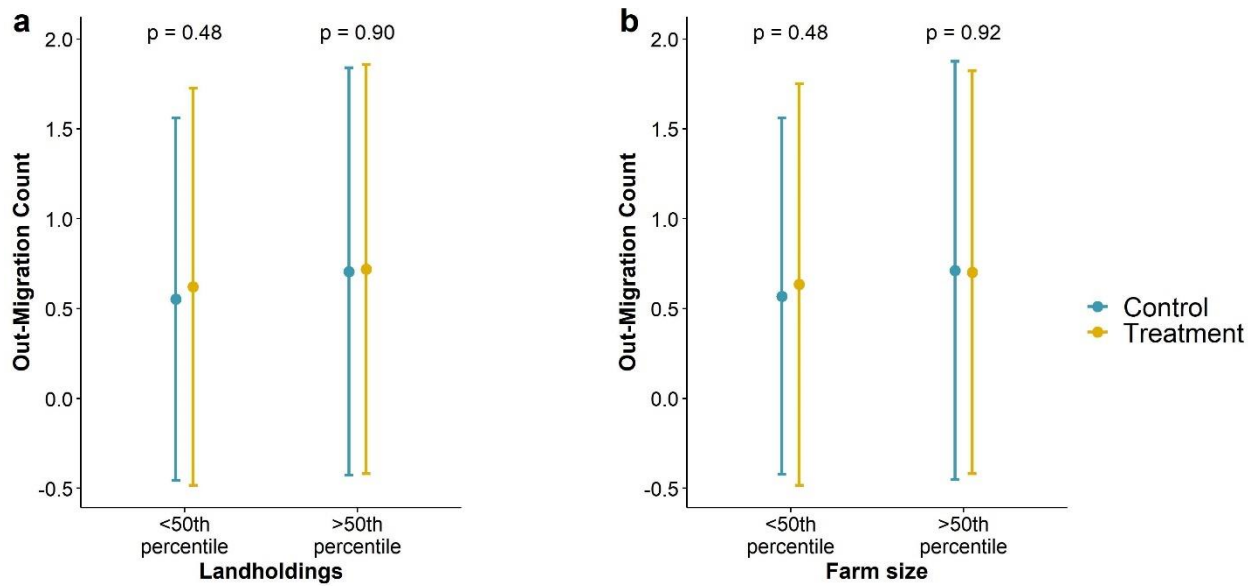 a
p = 0.48
p = 0.90
2.0
1.5
1.0
0.5
0.0
-0.5
Out-Migration Count
<50th
percentile
>50th
percentile
Landholdings
b
p = 0.48
p = 0.92
2.0
1.5
1.0
0.5
0.0
-0.5
Out-Migration Count
<50th
percentile
>50th
percentile
Farm size
Control
Treatment